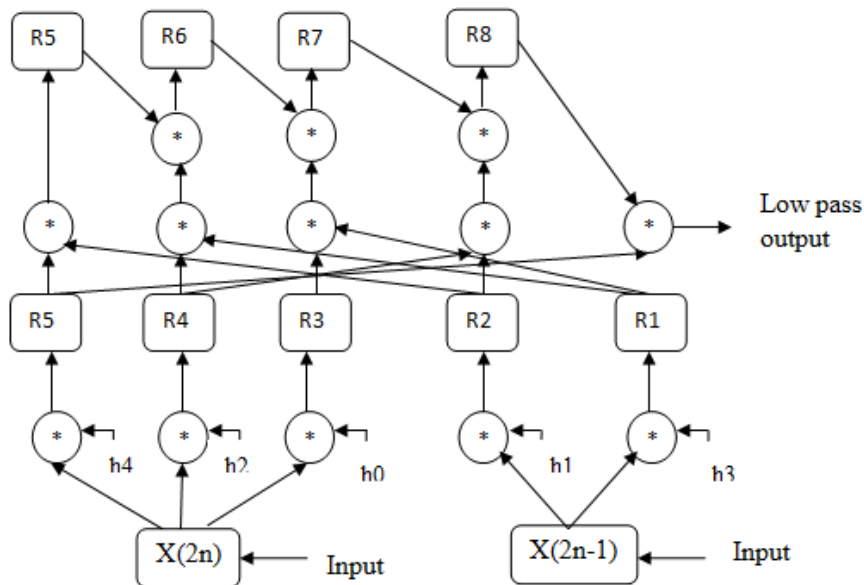 R5 R6 R7 R8
* * *
* * * * *
Low pass
output
R5 R4 R3 R2 R1
* * * * *
h4 h2 h0 h1 h3
X(2n) Input X(2n-1) Input